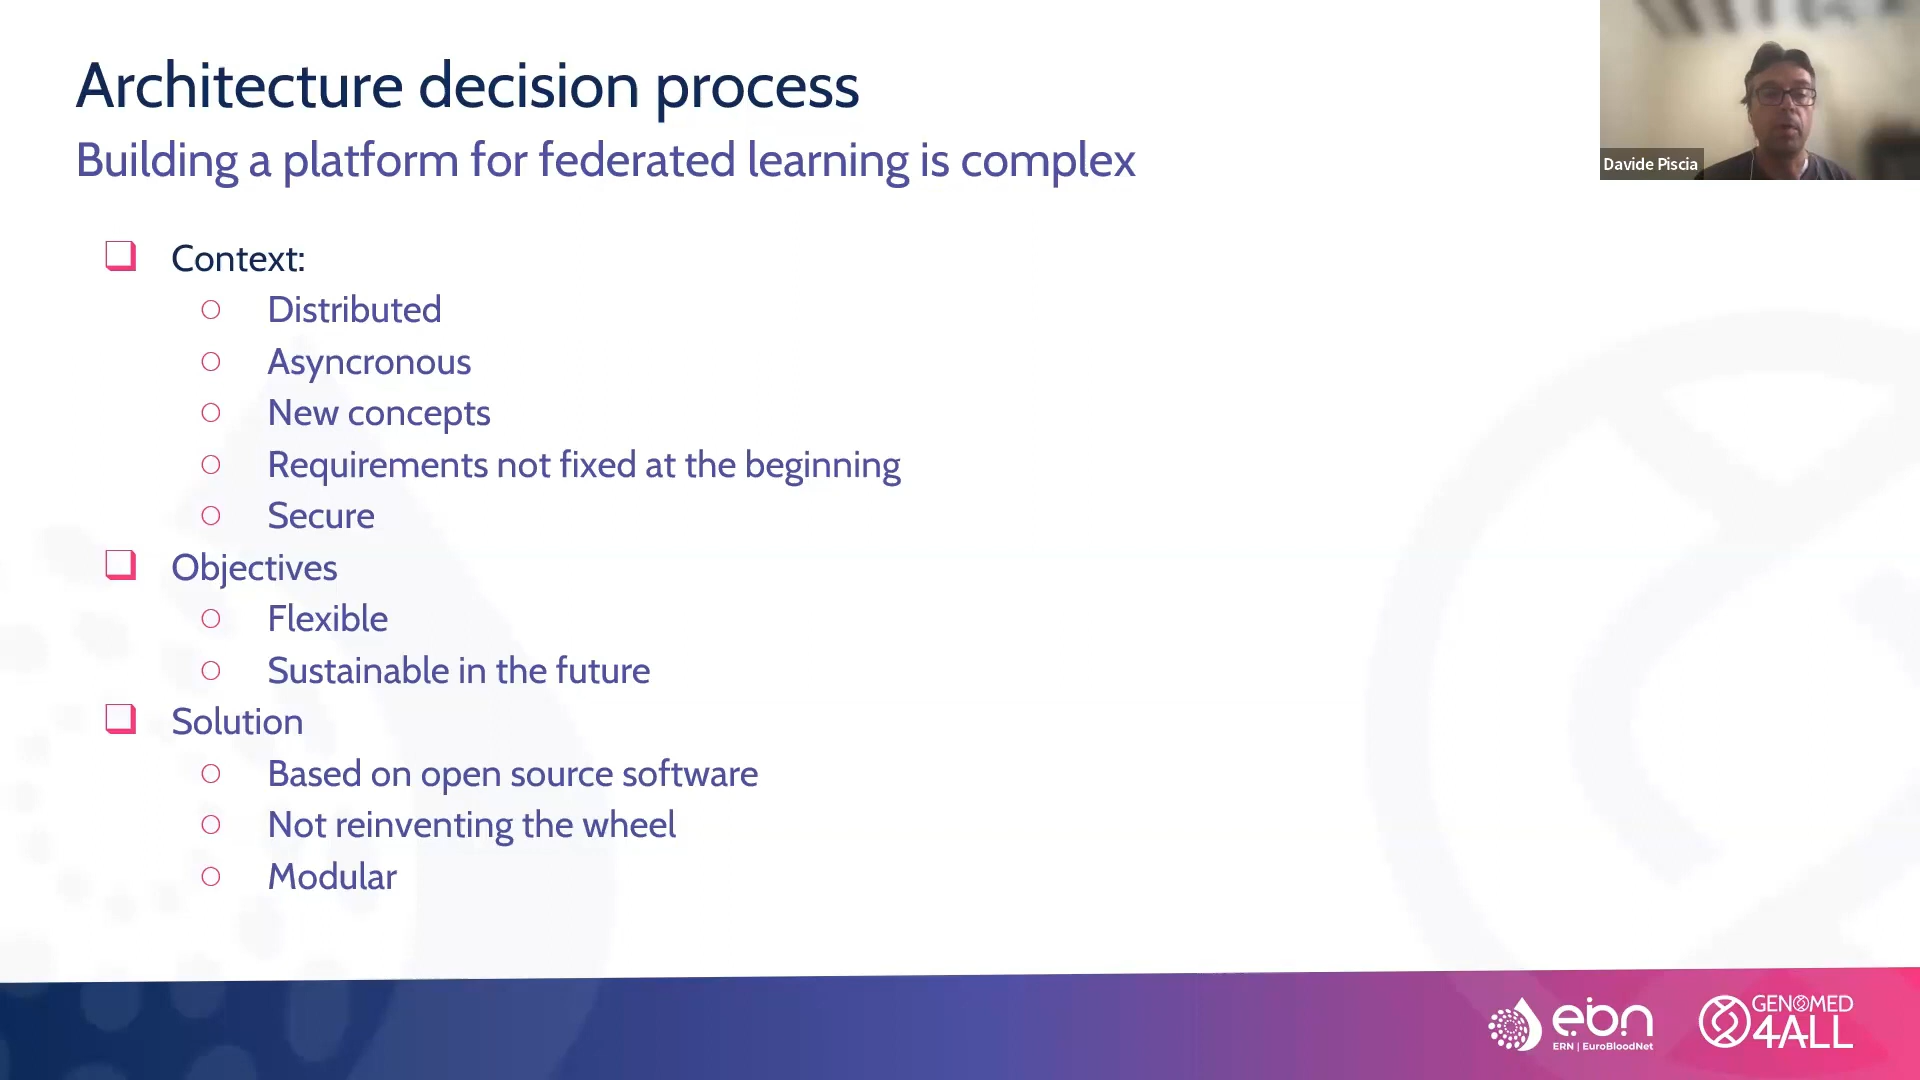 Architecture decision process
Building a platform for federated learning is complex
Davide Piscia
Context:
Distributed
Asyncronous
New concepts
Requirements not fixed at the beginning
Secure
Objectives
Flexible
Sustainable in the future
Solution
Based on open source software
Not reinventing the wheel
Modular
ebn
ERN | EuroBloodNet
GENOMED
4ALL